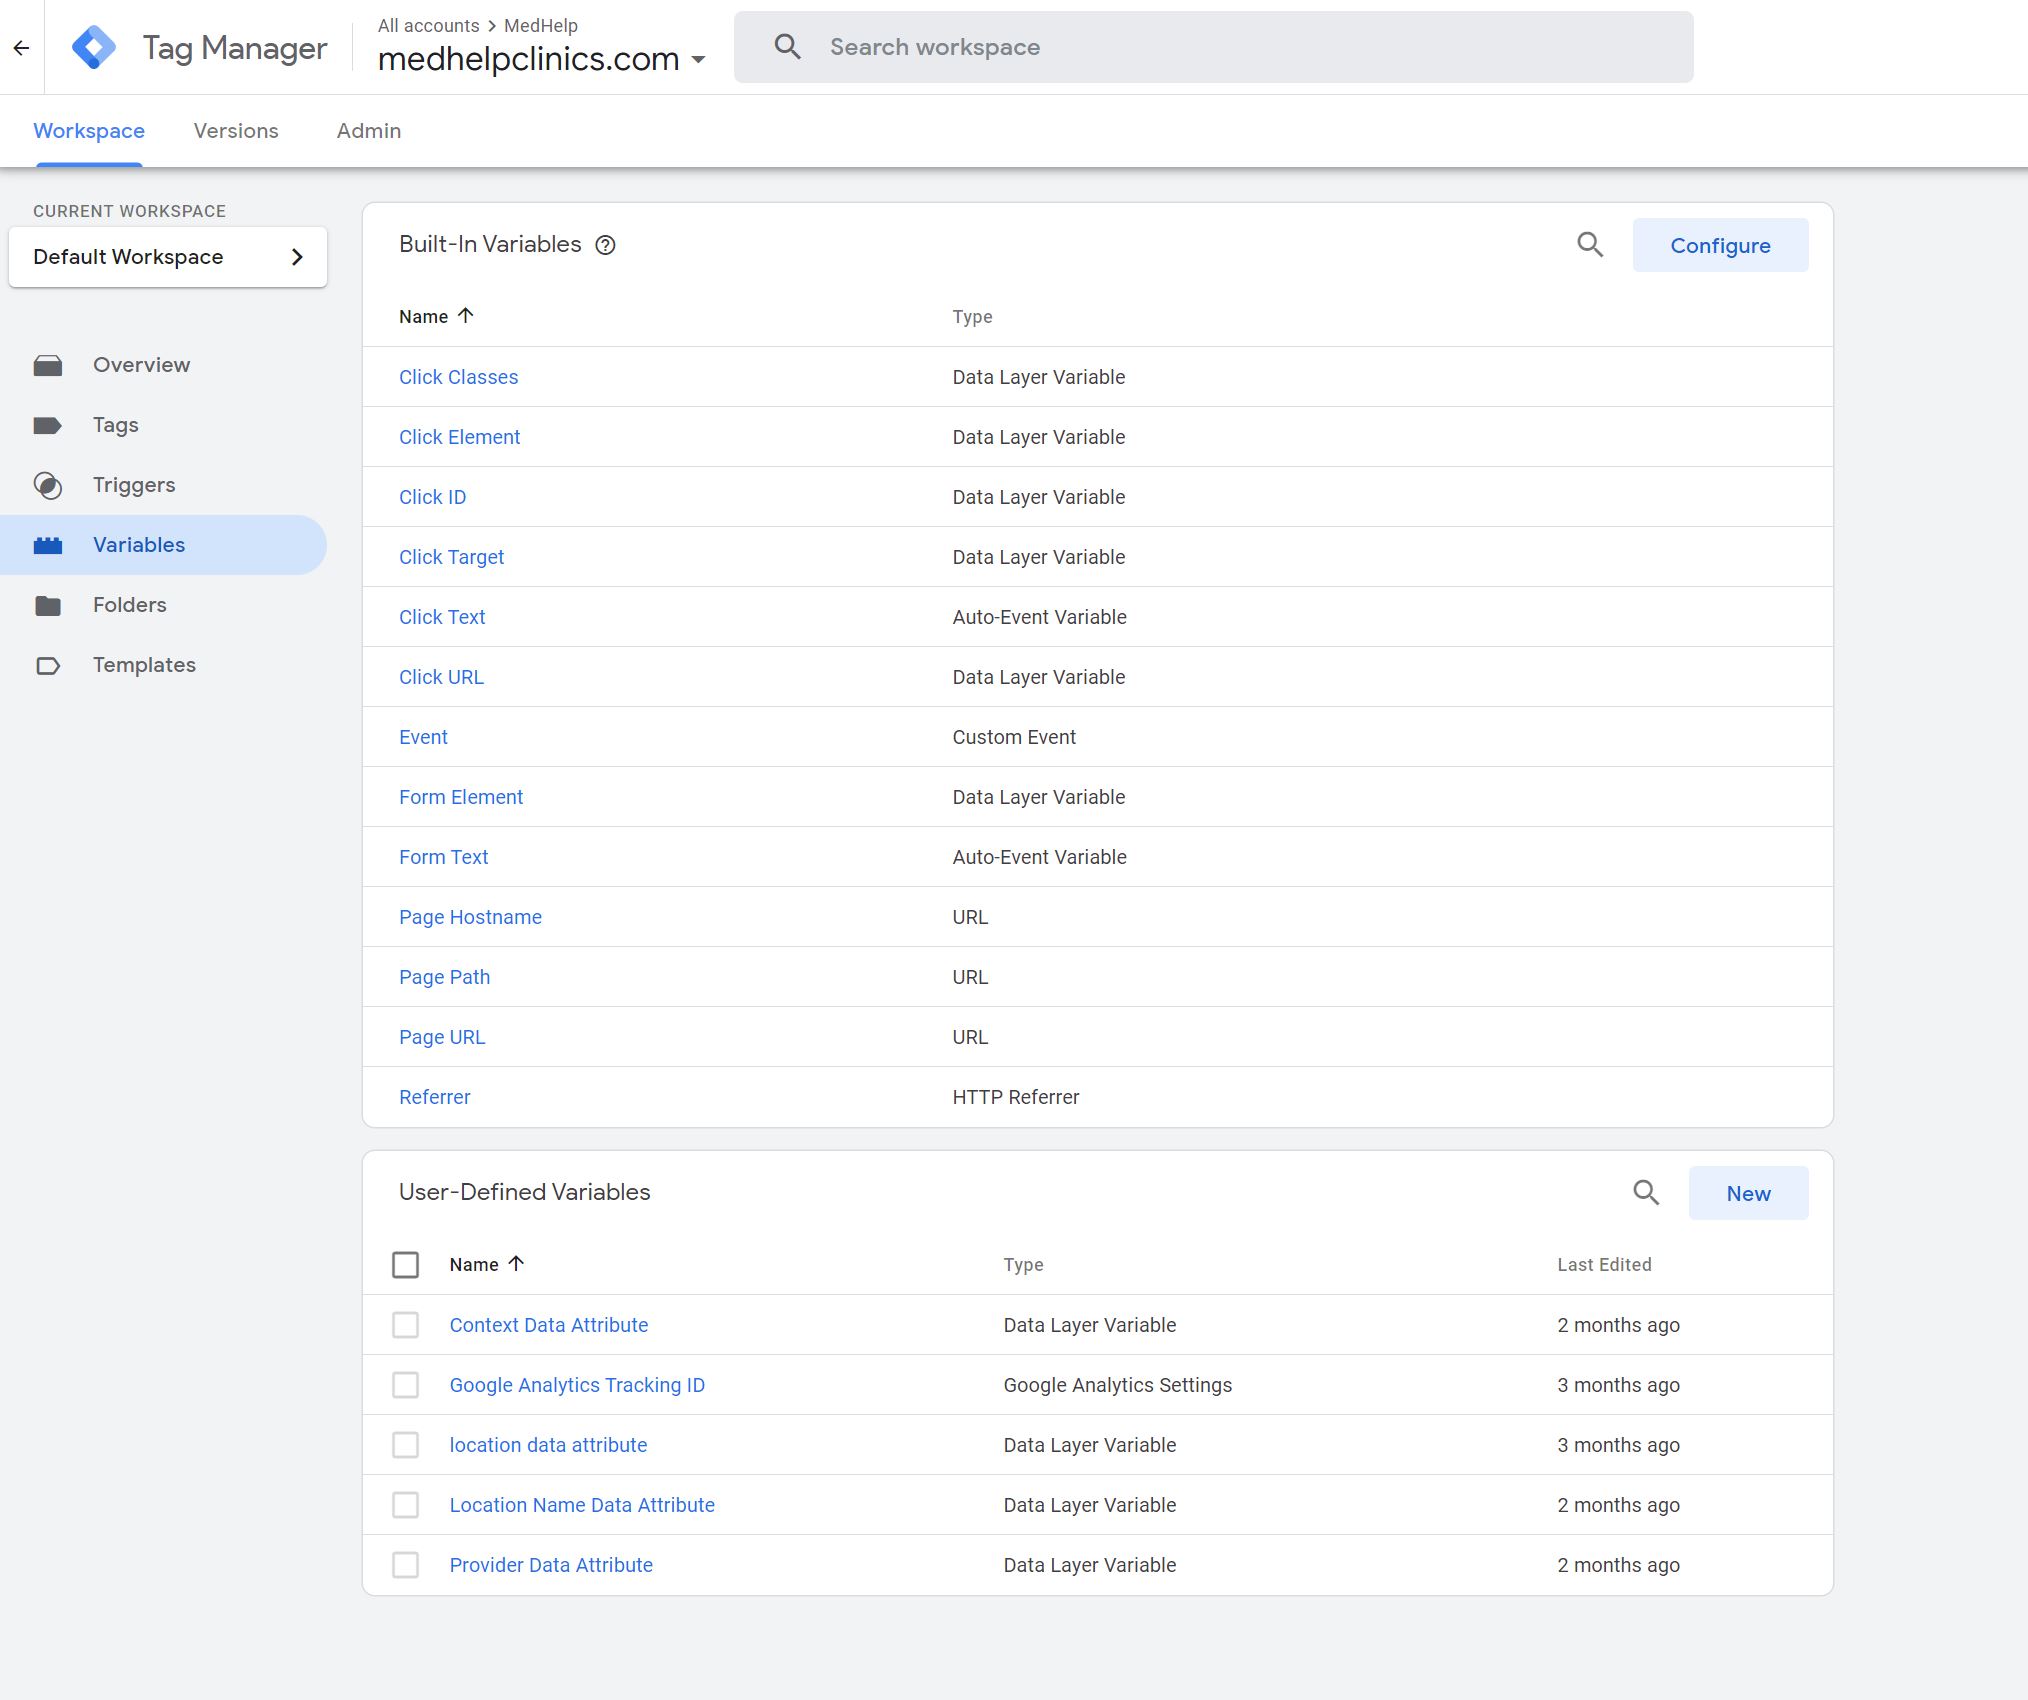 Tag Manager
All accounts > MedHelp
medhelpclinics.com
Search workspace
Workspace Versions Admin
CURRENT WORKSPACE
Default Workspace
Overview
Tags
Triggers
Variables
Folders
Templates
Built-In Variables
Configure
Name Type
Click Classes Data Layer Variable
Click Element Data Layer Variable
Click ID Data Layer Variable
Click Target Data Layer Variable
Click Text Auto-Event Variable
Click URL Data Layer Variable
Event Custom Event
Form Element Data Layer Variable
Form Text Auto-Event Variable
Page Hostname URL
Page Path URL
Page URL URL
Referrer HTTP Referrer
User-Defined Variables
New
Name Type Last Edited
Context Data Attribute Data Layer Variable 2 months ago
Google Analytics Tracking ID Google Analytics Settings 3 months ago
location data attribute Data Layer Variable 3 months ago
Location Name Data Attribute Data Layer Variable 2 months ago
Provider Data Attribute Data Layer Variable 2 months ago